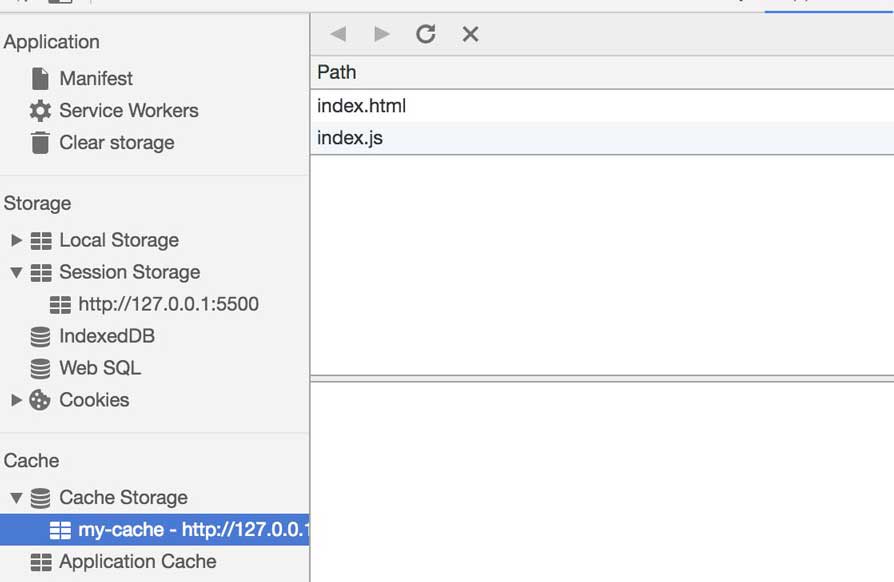 Application
Manifest
Service Workers
Clear storage
Storage
Local Storage
Session Storage
http://127.0.0.1:5500
IndexedDB
Web SQL
Cookies
Cache
Cache Storage
my-cache - http://127.0.0.1
Application Cache
Path
index.html
index.js